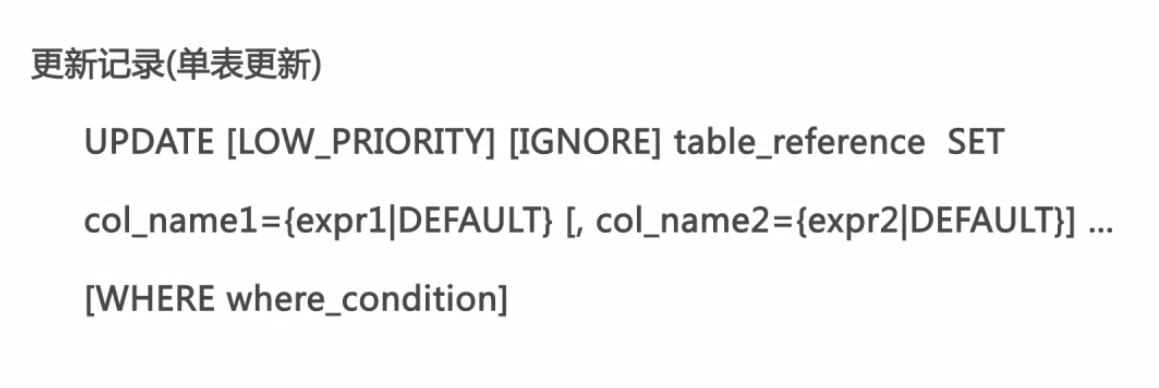 更新记录(单表更新)
UPDATE [LOW_PRIORITY] [IGNORE] table_reference  SET
col_name1={expr1|DEFAULT} [, col_name2={expr2|DEFAULT}] ...
[WHERE where_condition]